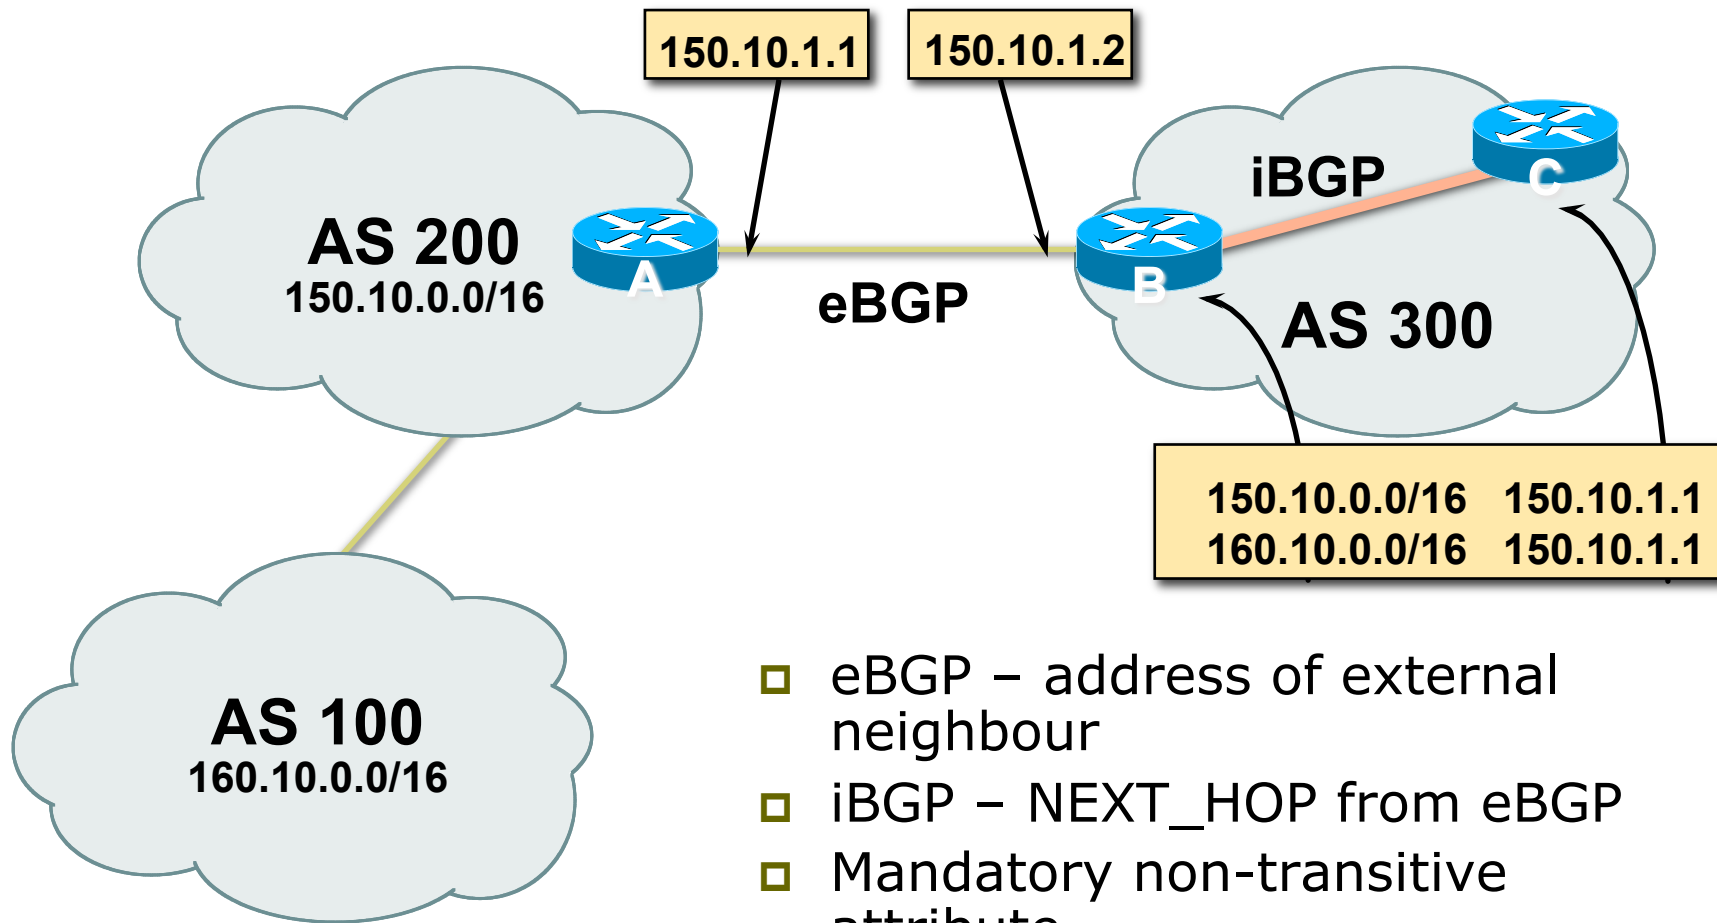 150.10.1.1
150.10.1.2
iBGP
C
AS 200
150.10.0.0/16
A
B
eBGP
AS 300
150.10.0.0/16 150.10.1.1
160.10.0.0/16 150.10.1.1
AS 100
160.10.0.0/16
eBGP – address of external
neighbour
iBGP – NEXT_HOP from eBGP
Mandatory non-transitive
attribute